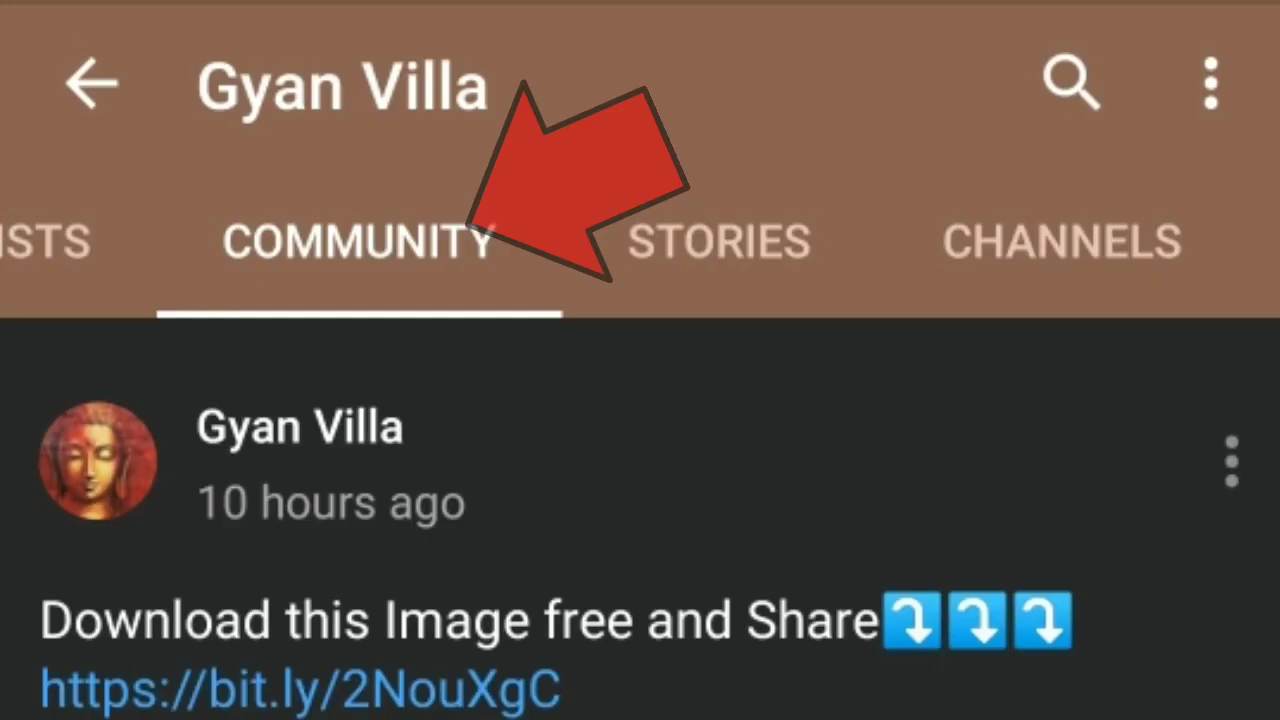 Gyan Villa
ISTS COMMUNITY STORIES CHANNELS
Gyan Villa
10 hours ago
Download this Image free and Share⤵️⤵️⤵️
https://bit.ly/2NouXgC